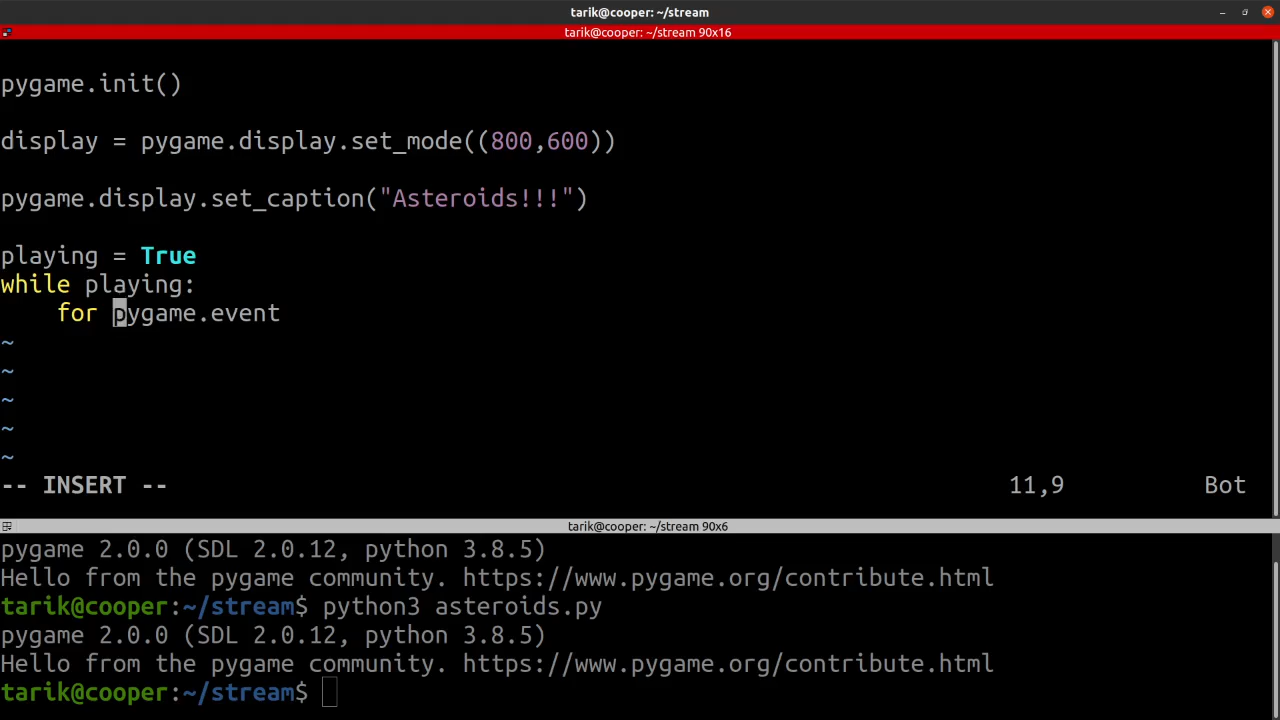 tarik@cooper: ~/stream
tarik@cooper: ~/stream 90x16
pygame.init()
display = pygame.display.set_mode((800,600))
pygame.display.set_caption("Asteroids!!!")
playing = True
while playing:
    for pygame.event
~
~
~
~
~
-- INSERT -- 11,9 Bot
tarik@cooper: ~/stream 90x6
pygame 2.0.0 (SDL 2.0.12, python 3.8.5)
Hello from the pygame community. https://www.pygame.org/contribute.html
tarik@cooper:~/stream$ python3 asteroids.py
pygame 2.0.0 (SDL 2.0.12, python 3.8.5)
Hello from the pygame community. https://www.pygame.org/contribute.html
tarik@cooper:~/stream$